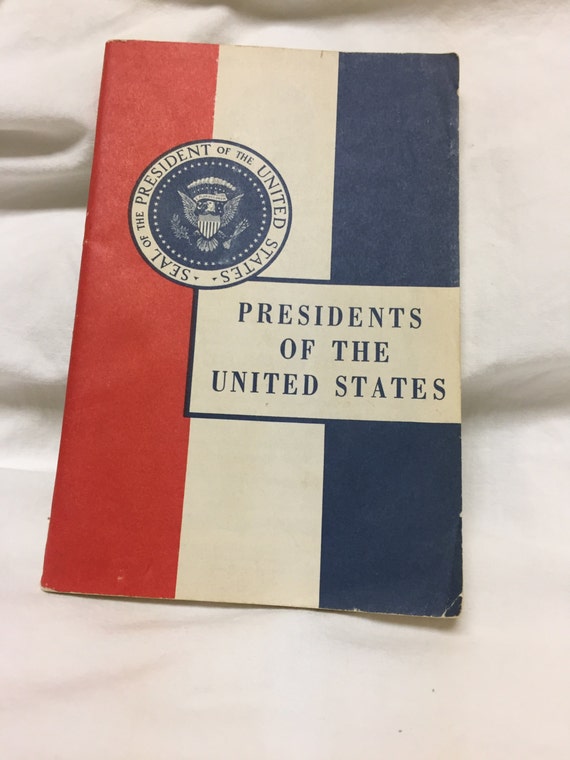 SEAL OF THE PRESIDENT OF THE UNITED STATES
PRESIDENTS
OF THE
UNITED STATES